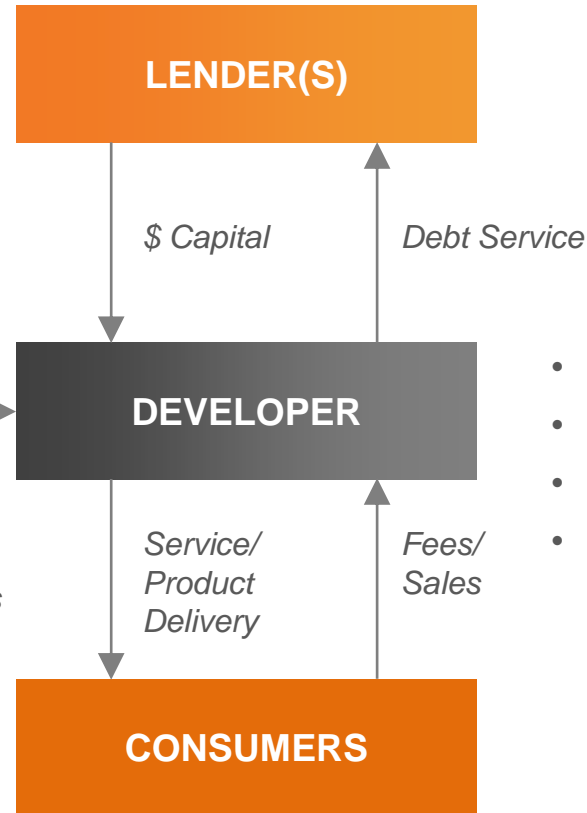 LENDER(S)
$ Capital
Debt Service
DEVELOPER
Service/
Product
Delivery
Fees/
Sales
CONSUMERS